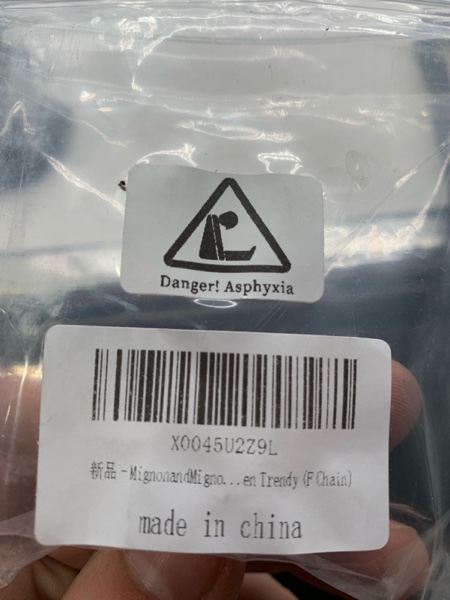 Danger! Asphyxia
X0045U2Z9L
新品 - MignonandMigno...en Trendy (F Chain)
made in china